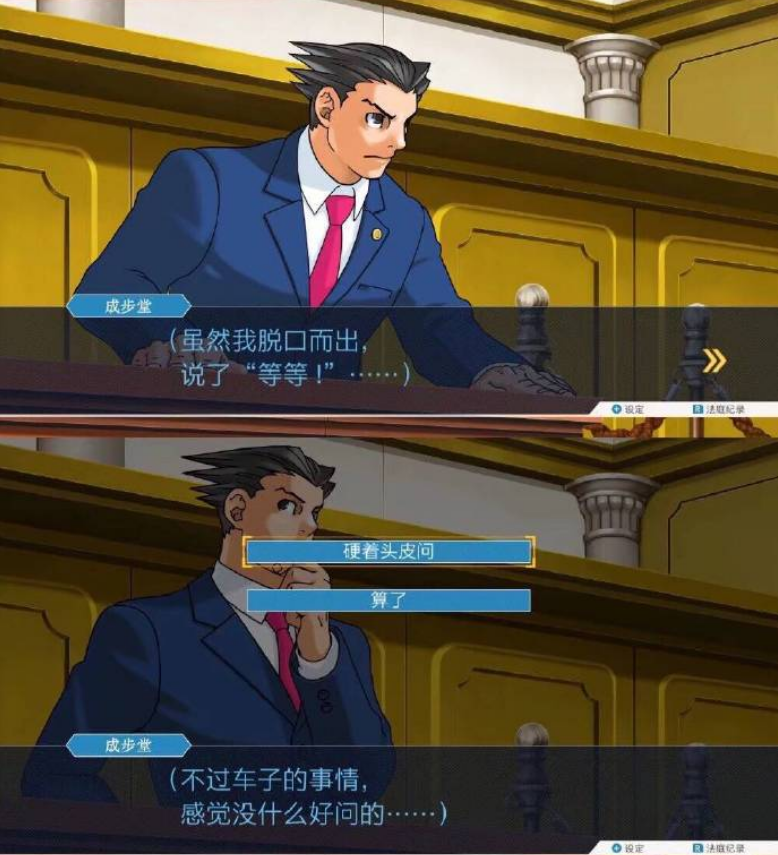 成步堂
（虽然我脱口而出，
说了“等等！”……）
设定
R 法庭纪录
硬着头皮问
算了
成步堂
（不过车子的事情，
感觉没什么好问的……）
设定
R 法庭纪录